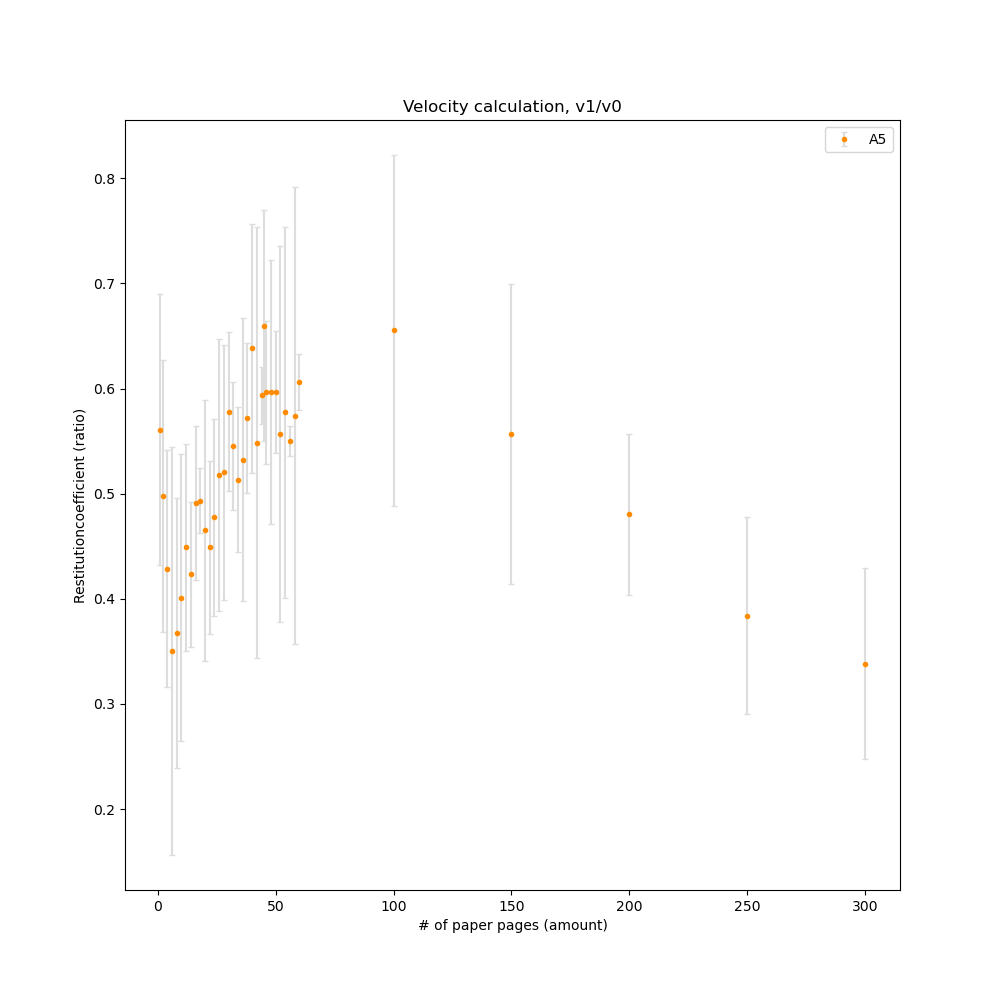 Velocity calculation, v1/v0
A5
Restitutioncoefficient (ratio)
0.8
0.7
0.6
0.5
0.4
0.3
0.2
0 50 100 150 200 250 300
# of paper pages (amount)